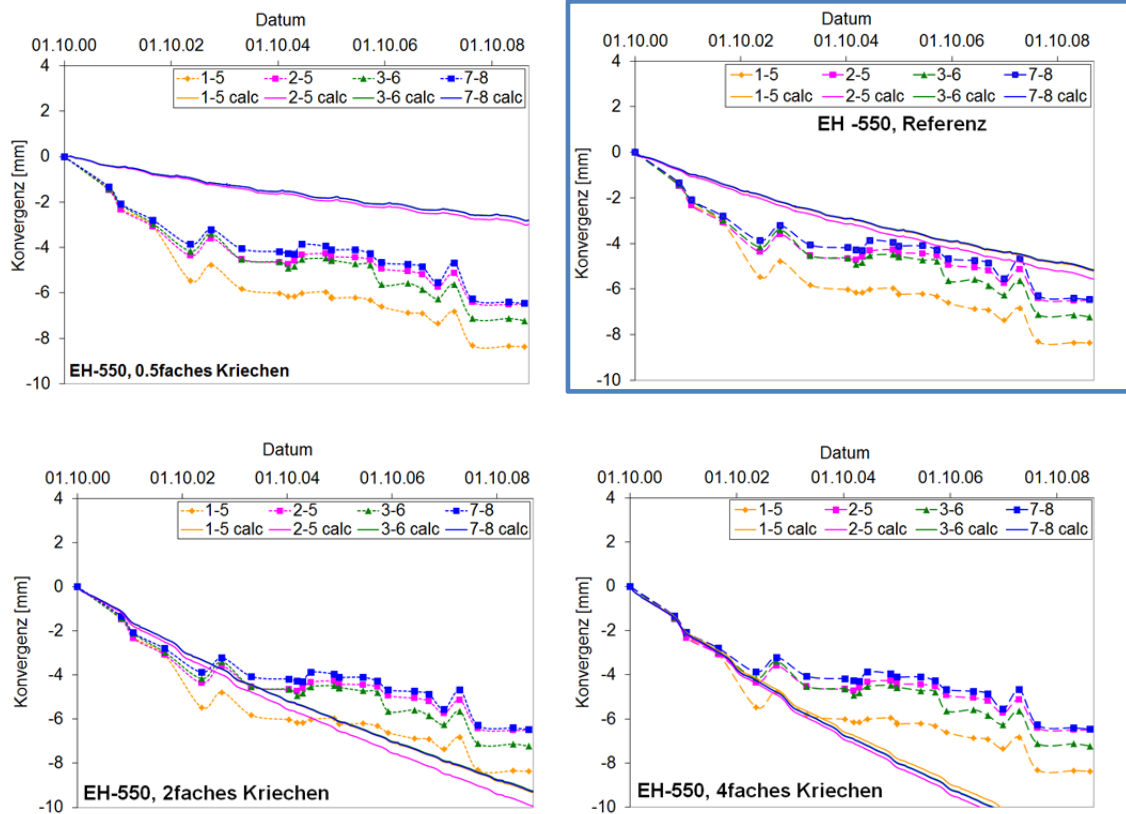 Datum
01.10.00 01.10.02 01.10.04 01.10.06 01.10.08
4
1-5 2-5 3-6 7-8
1-5 calc 2-5 calc 3-6 calc 7-8 calc
2
0
-2
-4
-6
-8
-10
Konvergenz [mm]
EH-550, 0.5faches Kriechen
Datum
01.10.00 01.10.02 01.10.04 01.10.06 01.10.08
4
1-5 2-5 3-6 7-8
1-5 calc 2-5 calc 3-6 calc 7-8 calc
EH -550, Referenz
2
0
-2
-4
-6
-8
-10
Konvergenz [mm]
Datum
01.10.00 01.10.02 01.10.04 01.10.06 01.10.08
4
1-5 2-5 3-6 7-8
1-5 calc 2-5 calc 3-6 calc 7-8 calc
2
0
-2
-4
-6
-8
-10
Konvergenz [mm]
EH-550, 2faches Kriechen
Datum
01.10.00 01.10.02 01.10.04 01.10.06 01.10.08
4
1-5 2-5 3-6 7-8
1-5 calc 2-5 calc 3-6 calc 7-8 calc
2
0
-2
-4
-6
-8
-10
Konvergenz [mm]
EH-550, 4faches Kriechen